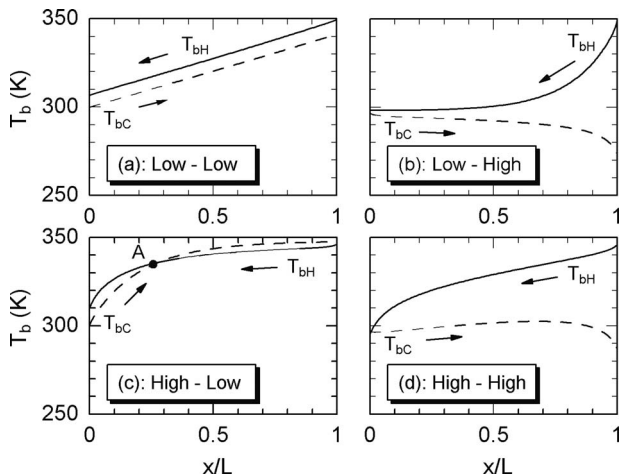 350
T_b (K)
300
250
T_bH
T_bC
(a): Low - Low
0
0.5
1
T_bH
T_bC
(b): Low - High
0
0.5
1
350
T_b (K)
300
250
A
T_bH
T_bC
(c): High - Low
0
0.5
1
x/L
T_bH
T_bC
(d): High - High
0
0.5
1
x/L